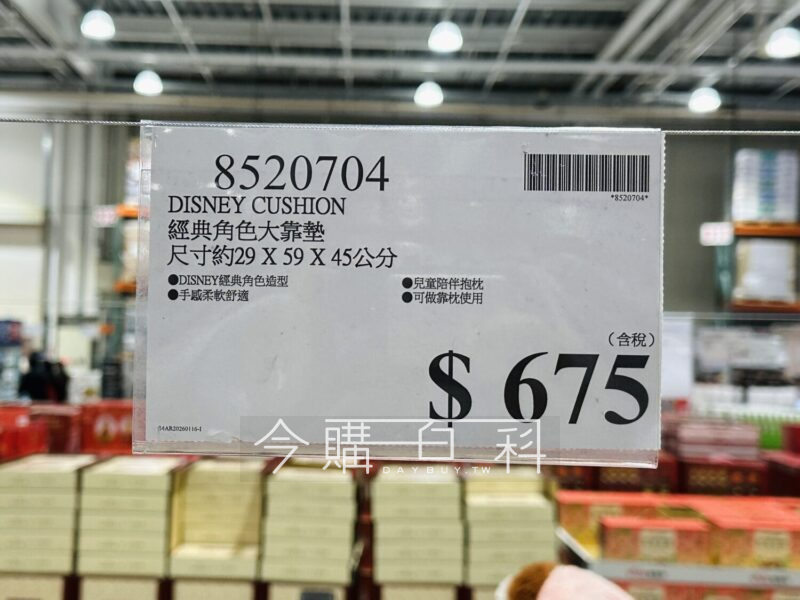 8520704
*8520704*
DISNEY CUSHION
經典角色大靠墊
尺寸約29 X 59 X 45公分
●DISNEY經典角色造型
●手感柔軟舒適
●兒童陪伴抱枕
●可做靠枕使用
(含稅)
$ 675
今購百科
DAYBUY.TW